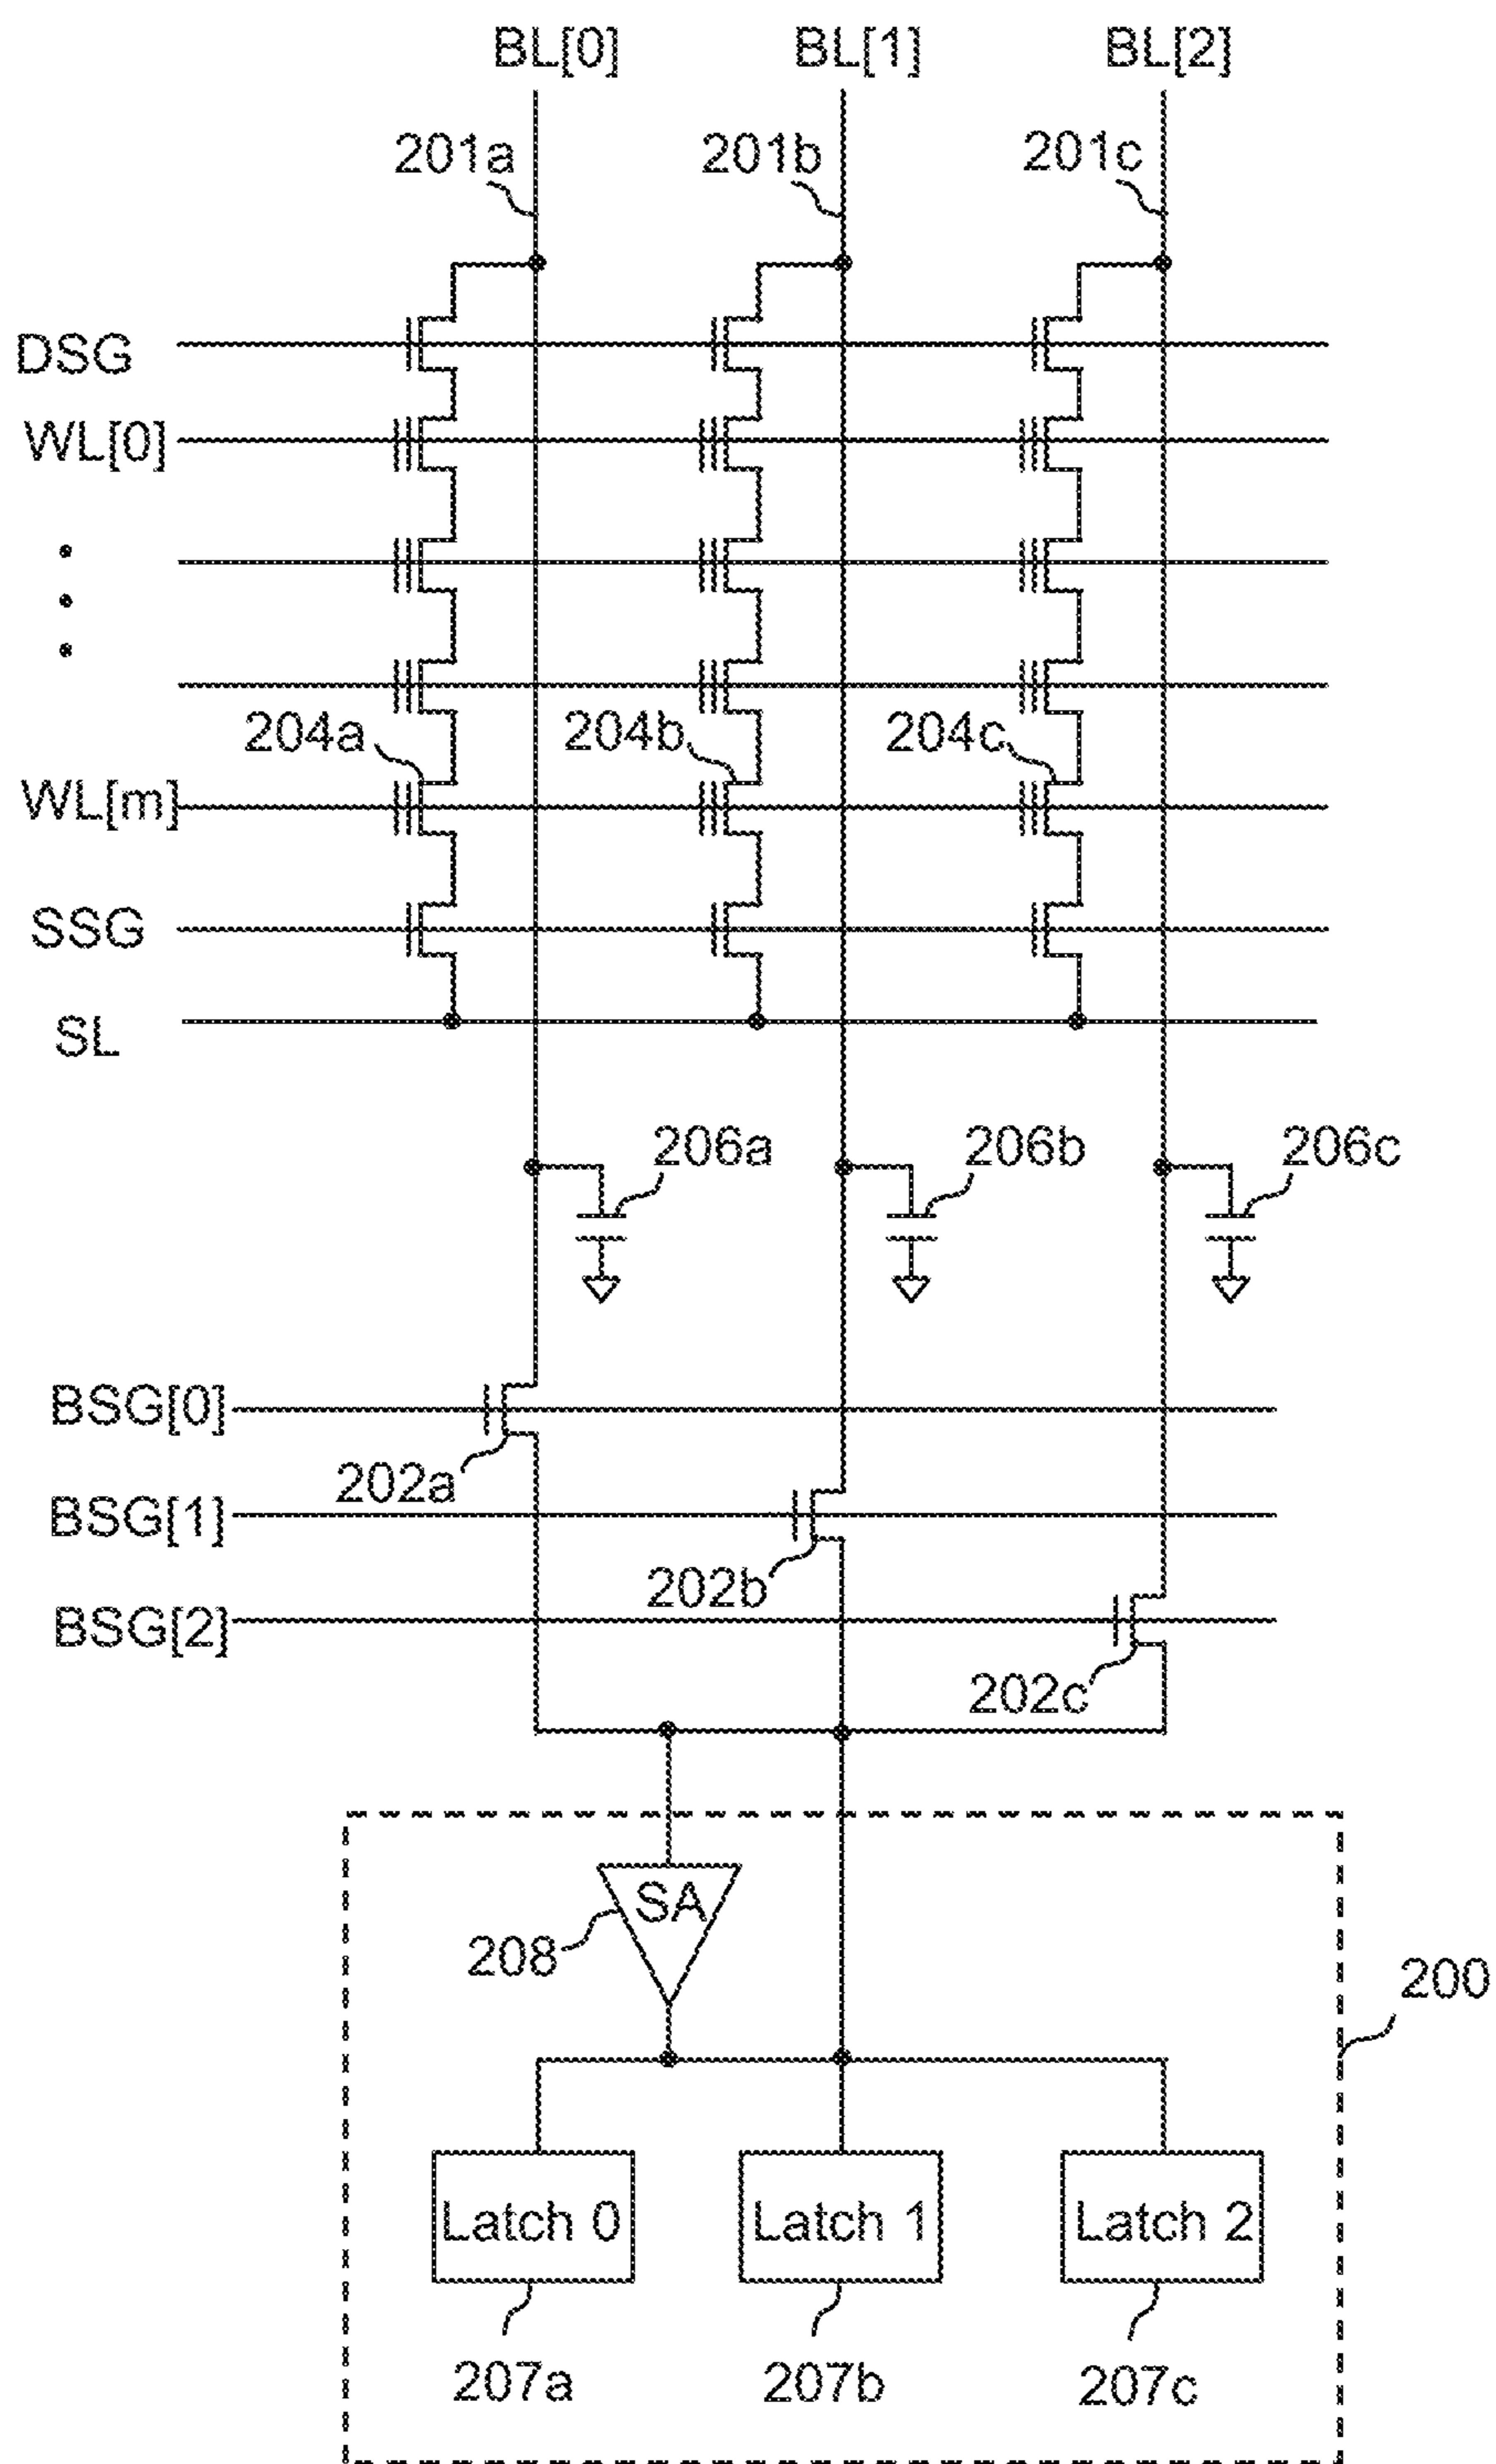 BL[0] BL[1] BL[2]
201a 201b 201c
DSG
WL[0]
204a 204b 204c
WL[m]
SSG
SL
206a 206b 206c
BSG[0]
202a
BSG[1]
202b
BSG[2]
202c
SA
208
200
Latch 0 Latch 1 Latch 2
207a 207b 207c